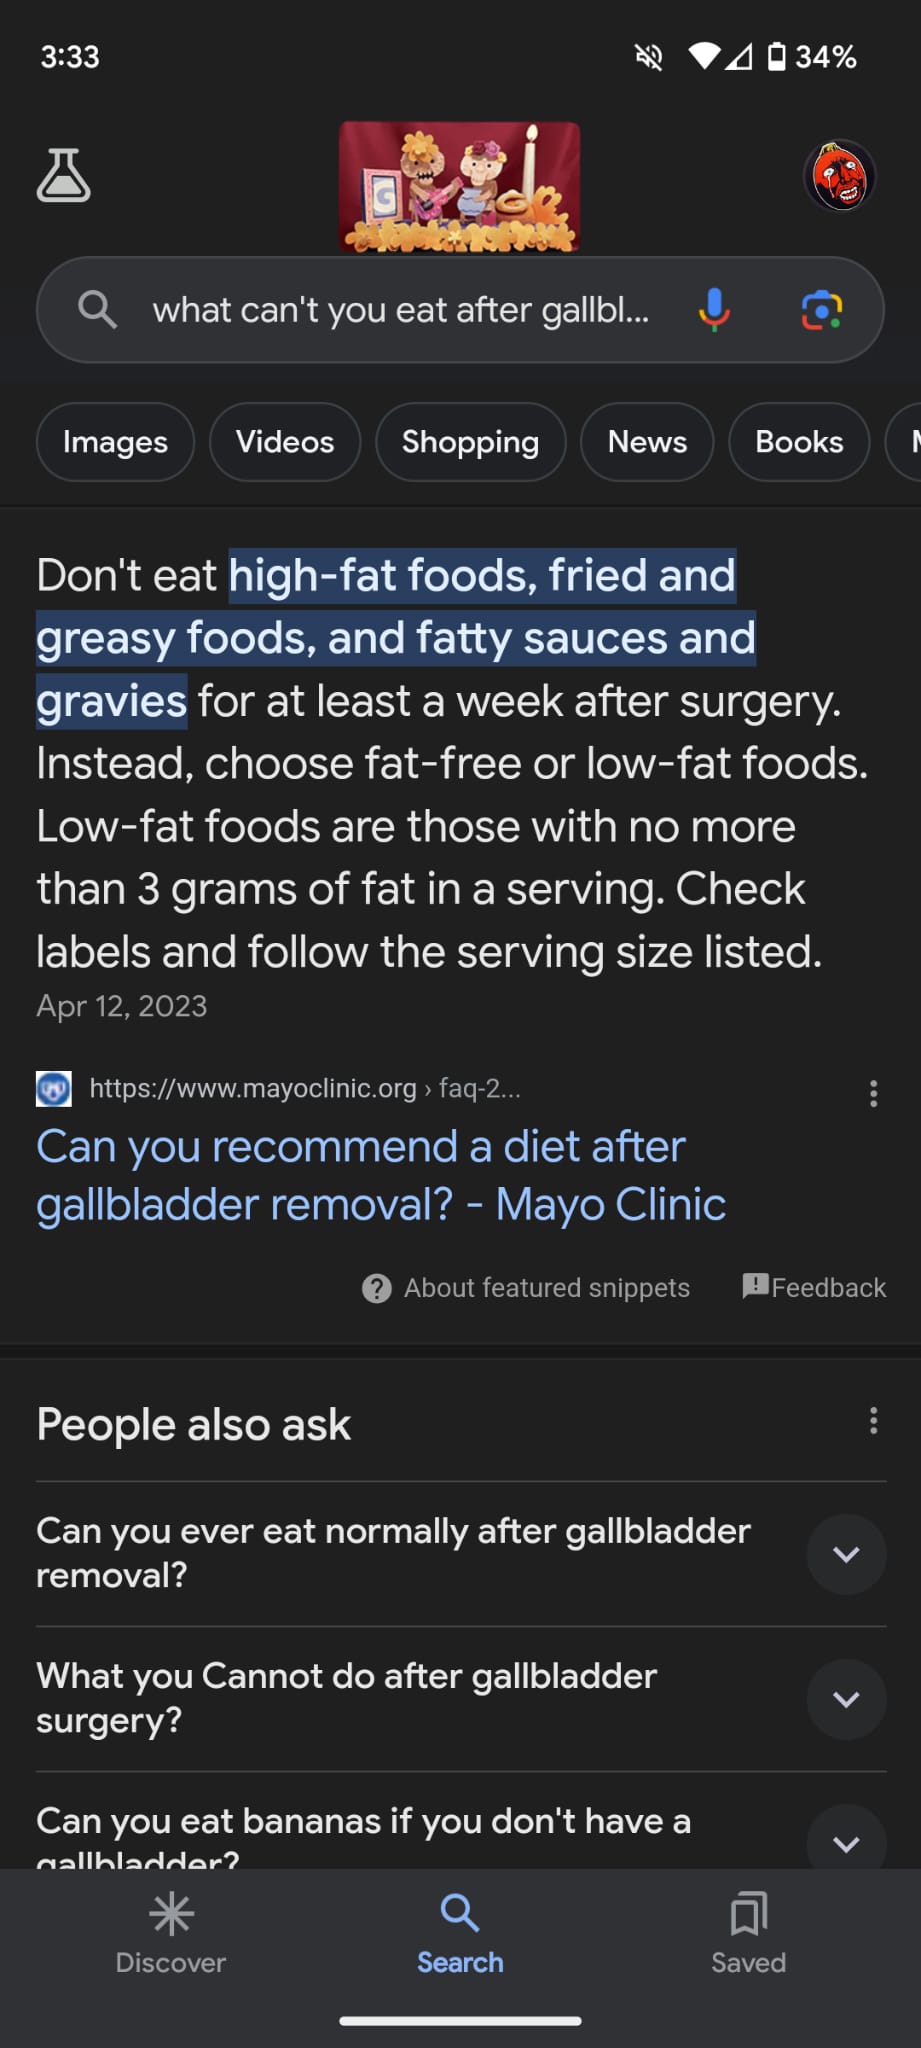 3:33
34%
G
what can't you eat after gallbl...
Images
Videos
Shopping
News
Books
Don't eat high-fat foods, fried and
greasy foods, and fatty sauces and
gravies for at least a week after surgery.
Instead, choose fat-free or low-fat foods.
Low-fat foods are those with no more
than 3 grams of fat in a serving. Check
labels and follow the serving size listed.
Apr 12, 2023
https://www.mayoclinic.org › faq-2...
Can you recommend a diet after
gallbladder removal? - Mayo Clinic
About featured snippets
Feedback
People also ask
Can you ever eat normally after gallbladder
removal?
What you Cannot do after gallbladder
surgery?
Can you eat bananas if you don't have a
gallbladder?
Discover
Search
Saved